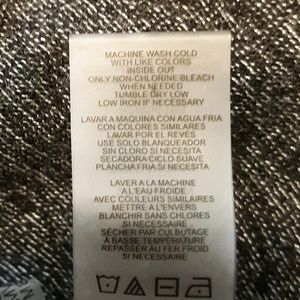 MACHINE WASH COLD
WITH LIKE COLORS
INSIDE OUT
ONLY NON-CHLORINE BLEACH
WHEN NEEDED
TUMBLE DRY LOW
LOW IRON IF NECESSARY
LAVAR A MAQUINA CON AGUA FRIA
CON COLORES SIMILARES
LAVAR POR EL REVES
USE SOLO BLANQUEADOR
SIN CLORO SI NECESITA
SECADORA CICLO SUAVE
PLANCHA FRIA SI NECESITA
LAVER A LA MACHINE
A L'EAU FROIDE
AVEC COULEURS SIMILAIRES
METTRE A L'ENVERS
BLANCHIR SANS CHLORES
SI NECESSAIRE
SÉCHER PAR CULBUTAGE
À BASSE TEMPÉRATURE
REPASSER AU FER FROID
SI NECESSAIRE